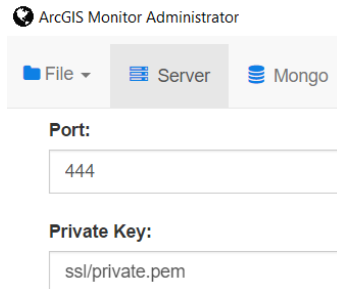 ArcGIS Monitor Administrator
File Server Mongo
Port:
444
Private Key:
ssl/private.pem